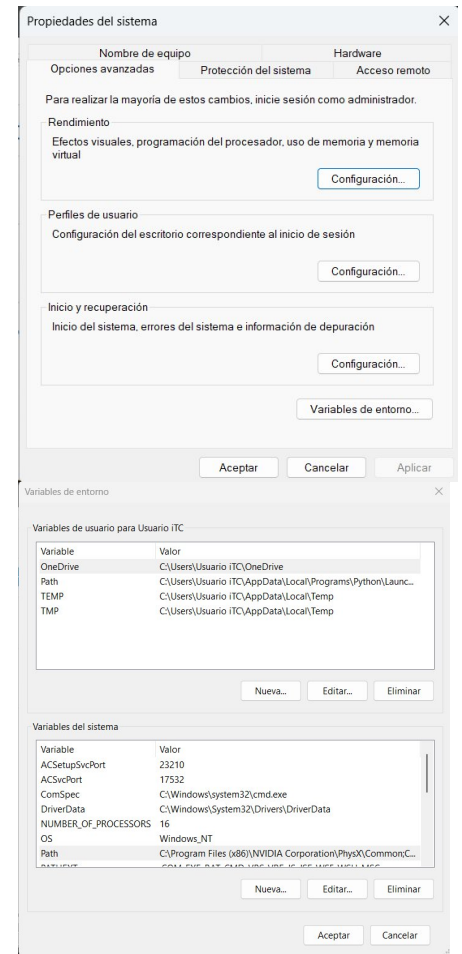 Propiedades del sistema
Nombre de equipo Hardware
Opciones avanzadas Protección del sistema Acceso remoto
Para realizar la mayoría de estos cambios, inicie sesión como administrador.
Rendimiento
Efectos visuales, programación del procesador, uso de memoria y memoria
virtual
Configuración...
Perfiles de usuario
Configuración del escritorio correspondiente al inicio de sesión
Configuración...
Inicio y recuperación
Inicio del sistema, errores del sistema e información de depuración
Configuración...
Variables de entorno...
Aceptar Cancelar Aplicar
Variables de entorno
Variables de usuario para Usuario iTC
Variable Valor
OneDrive C:\Users\Usuario iTC\OneDrive
Path C:\Users\Usuario iTC\AppData\Local\Programs\Python\Launc...
TEMP C:\Users\Usuario iTC\AppData\Local\Temp
TMP C:\Users\Usuario iTC\AppData\Local\Temp
Nueva... Editar... Eliminar
Variables del sistema
Variable Valor
ACSetupSvcPort 23210
ACSvcPort 17532
ComSpec C:\Windows\system32\cmd.exe
DriverData C:\Windows\System32\Drivers\DriverData
NUMBER_OF_PROCESSORS 16
OS Windows_NT
Path C:\Program Files (x86)\NVIDIA Corporation\PhysX\Common;C...
Nueva... Editar... Eliminar
Aceptar Cancelar